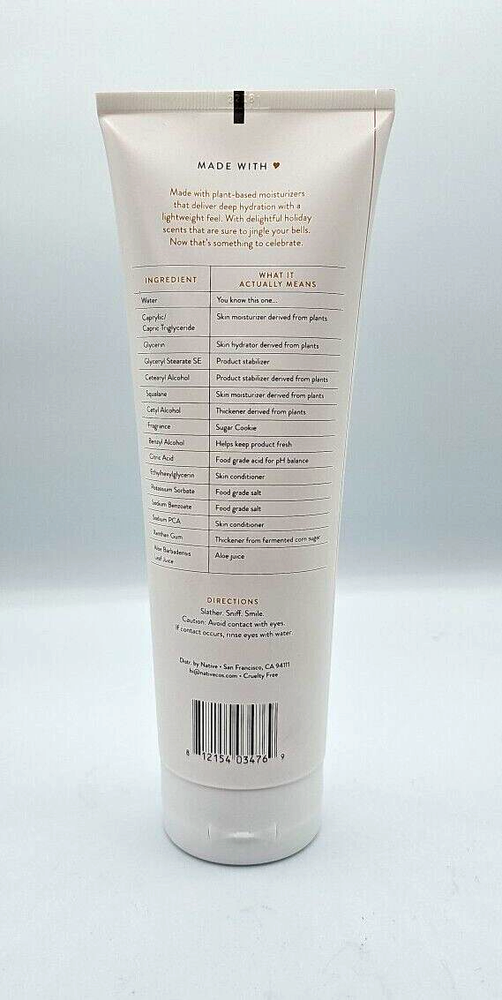 MADE WITH ♥
Made with plant-based moisturizers
that deliver deep hydration with a
lightweight feel. With delightful holiday
scents that are sure to jingle your bells.
Now that's something to celebrate.
INGREDIENT
WHAT IT
ACTUALLY MEANS
Water
You know this one...
Caprylic/
Capric Triglyceride
Skin moisturizer derived from plants
Glycerin
Skin hydrator derived from plants
Glyceryl Stearate SE
Product stabilizer
Cetearyl Alcohol
Product stabilizer derived from plants
Squalane
Skin moisturizer derived from plants
Cetyl Alcohol
Thickener derived from plants
Fragrance
Sugar Cookie
Benzyl Alcohol
Helps keep product fresh
Citric Acid
Food grade acid for pH balance
Ethylhexylglycerin
Skin conditioner
Potassium Sorbate
Food grade salt
Sodium Benzoate
Food grade salt
Sodium PCA
Skin conditioner
Xanthan Gum
Thickener from fermented corn sugar
Aloe Barbadensis
Leaf Juice
Aloe juice
DIRECTIONS
Slather. Sniff. Smile.
Caution: Avoid contact with eyes.
If contact occurs, rinse eyes with water.
Distr. by Native • San Francisco, CA 94111
hi@nativecos.com • Cruelty Free
8 12154 03476 9